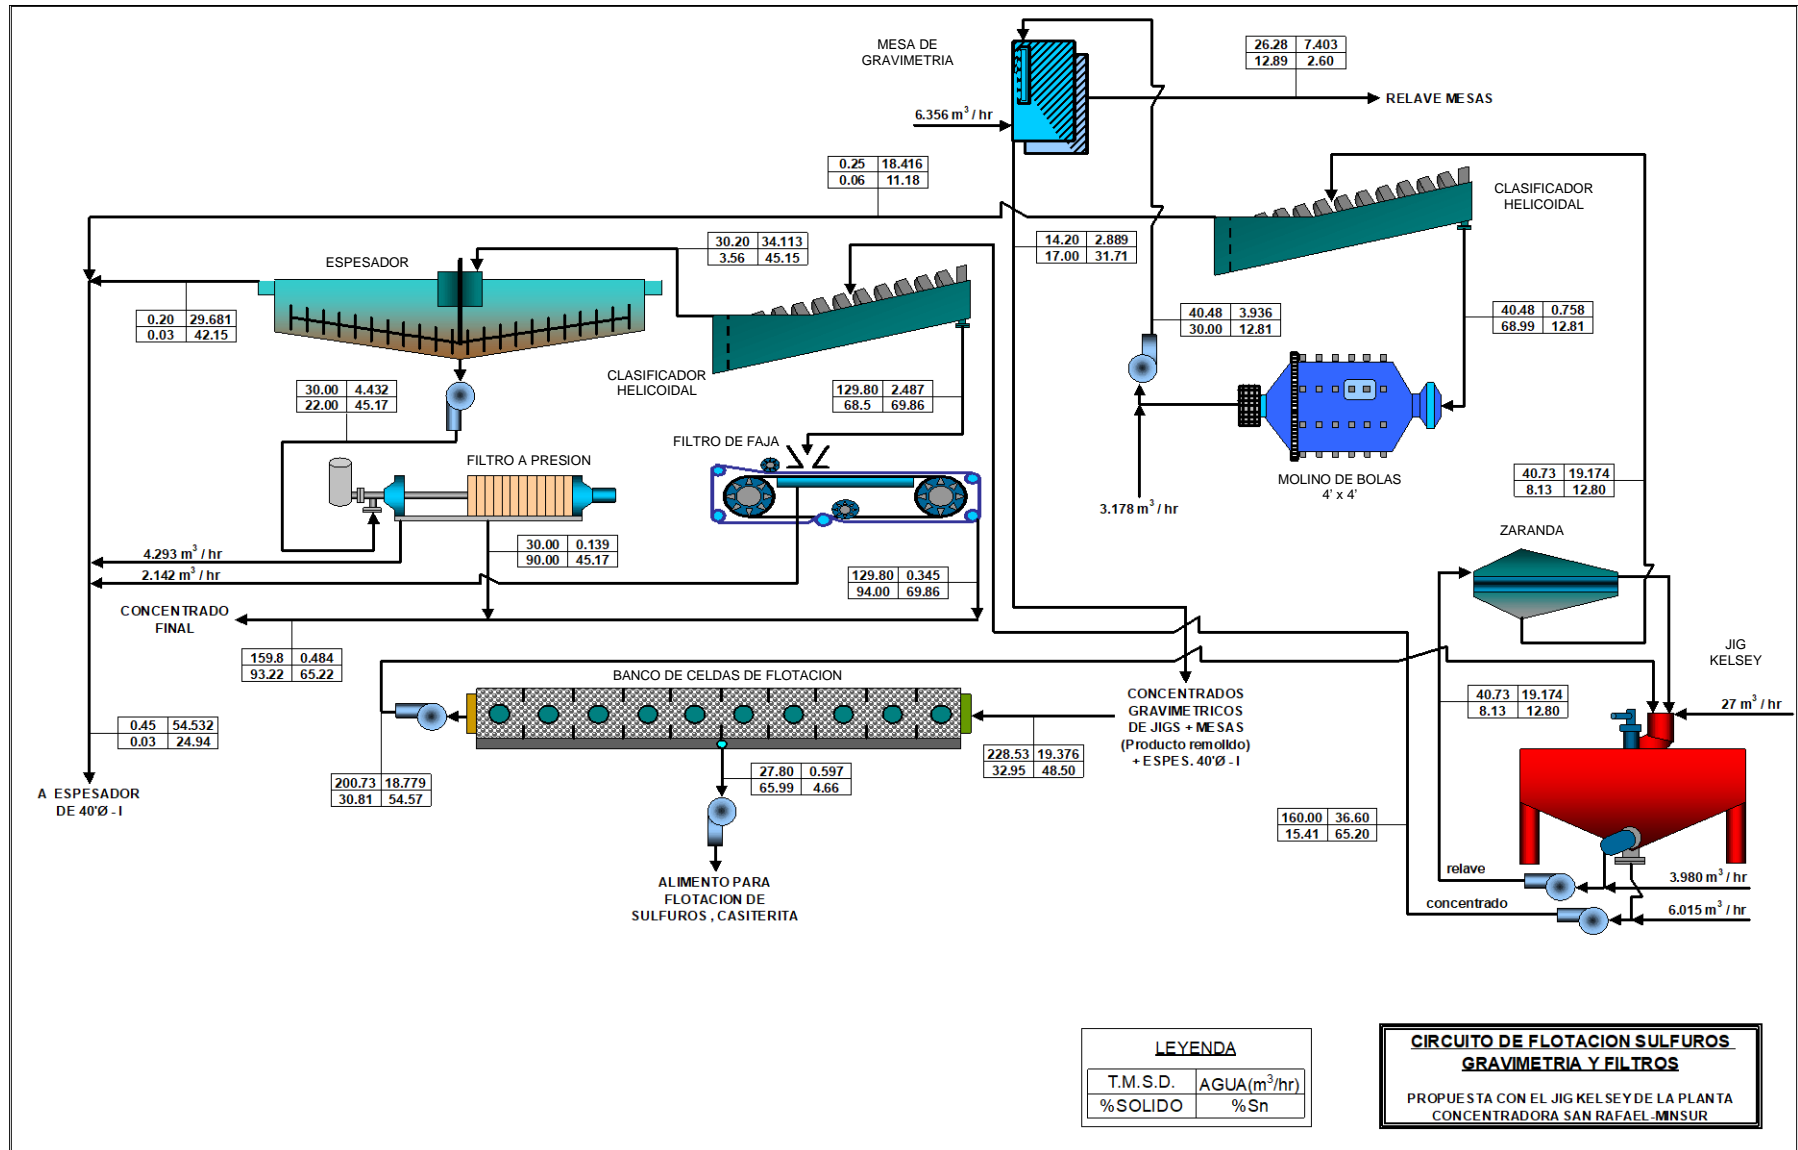 MESA DE
GRAVIMETRIA
26.28 7.403
12.89 2.60
RELAVE MESAS
6.356 m³ / hr
0.25 18.416
0.06 11.18
CLASIFICADOR
HELICOIDAL
30.20 34.113
3.56 45.15
14.20 2.889
17.00 31.71
ESPESADOR
0.20 29.681
0.03 42.15
40.48 3.936
30.00 12.81
40.48 0.758
68.99 12.81
CLASIFICADOR
HELICOIDAL
30.00 4.432
22.00 45.17
129.80 2.487
68.5 69.86
FILTRO DE FAJA
FILTRO A PRESION
MOLINO DE BOLAS
4' x 4'
40.73 19.174
8.13 12.80
3.178 m³ / hr
ZARANDA
30.00 0.139
90.00 45.17
4.293 m³ / hr
2.142 m³ / hr
129.80 0.345
94.00 69.86
CONCENTRADO
FINAL
159.8 0.484
93.22 65.22
JIG
KELSEY
BANCO DE CELDAS DE FLOTACION
CONCENTRADOS
GRAVIMETRICOS
DE JIGS + MESAS
(Producto remolido)
+ ESPES. 40'Ø - I
40.73 19.174
8.13 12.80
27 m³ / hr
0.45 54.532
0.03 24.94
228.53 19.376
32.95 48.50
200.73 18.779
30.81 54.57
27.80 0.597
65.99 4.66
A ESPESADOR
DE 40'Ø - I
160.00 36.60
15.41 65.20
ALIMENTO PARA
FLOTACION DE
SULFUROS , CASITERITA
relave
3.980 m³ / hr
concentrado
6.015 m³ / hr
LEYENDA
T.M.S.D. AGUA(m³/hr)
%SOLIDO %Sn
CIRCUITO DE FLOTACION SULFUROS
GRAVIMETRIA Y FILTROS
PROPUESTA CON EL JIG KELSEY DE LA PLANTA
CONCENTRADORA SAN RAFAEL-MINSUR